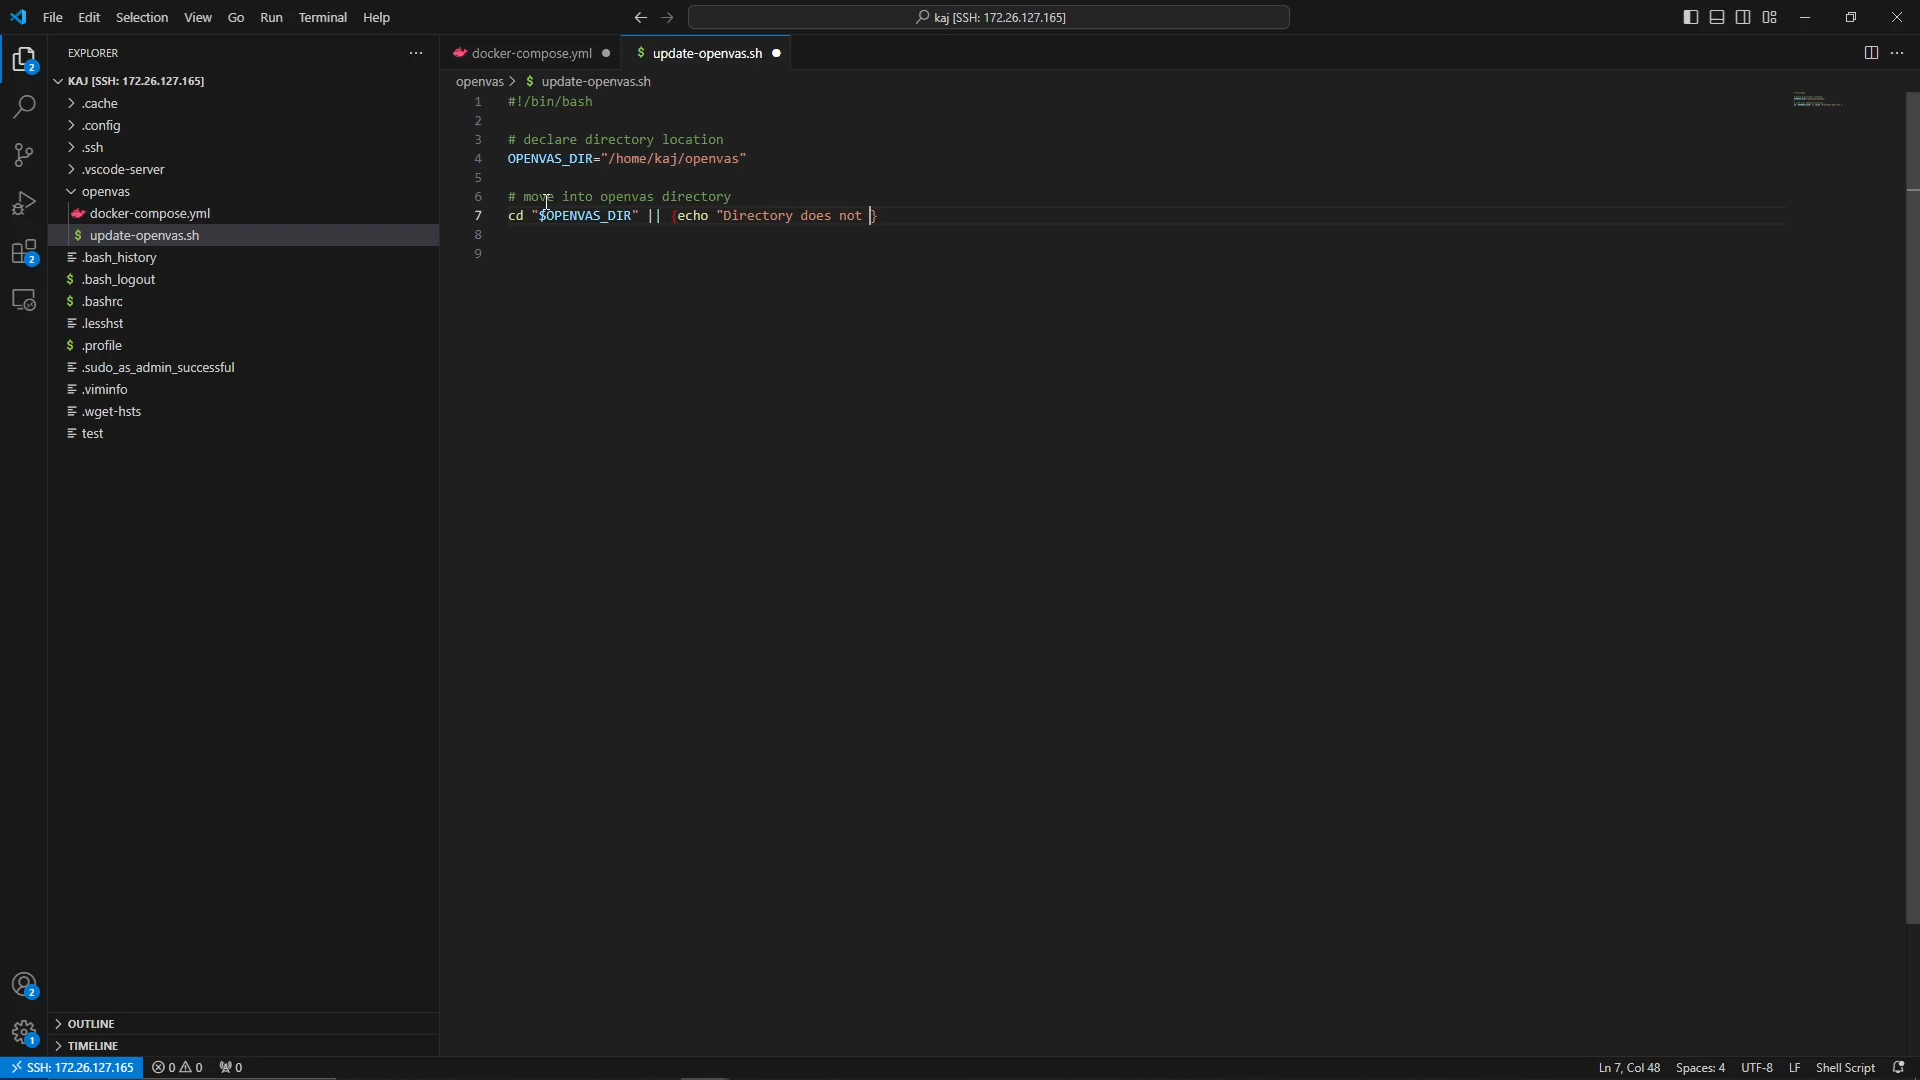 File Edit Selection View Go Run Terminal Help
kaj [SSH: 172.26.127.165]
EXPLORER
docker-compose.yml
$ update-openvas.sh
openvas > $ update-openvas.sh
KAJ [SSH: 172.26.127.165]
.cache
.config
.ssh
.vscode-server
openvas
docker-compose.yml
$ update-openvas.sh
.bash_history
$ .bash_logout
$ .bashrc
.lesshst
$ .profile
.sudo_as_admin_successful
.viminfo
.wget-hsts
test
1 #!/bin/bash
2
3 # declare directory location
4 OPENVAS_DIR="/home/kaj/openvas"
5
6 # move into openvas directory
7 cd "$OPENVAS_DIR" || {echo "Directory does not }
8
9
2
2
2
1
OUTLINE
TIMELINE
SSH: 172.26.127.165
0 0
0
Ln 7, Col 48
Spaces: 4
UTF-8
LF
Shell Script